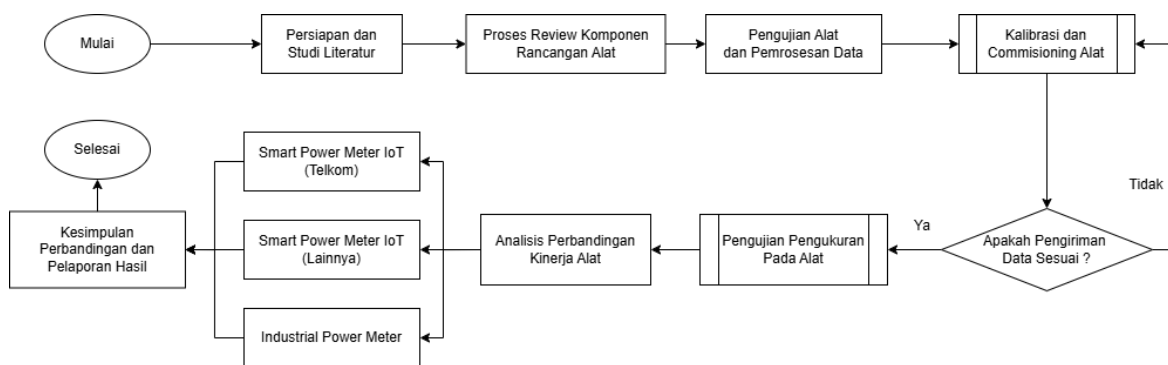 Mulai
Persiapan dan
Studi Literatur
Proses Review Komponen
Rancangan Alat
Pengujian Alat
dan Pemrosesan Data
Kalibrasi dan
Commisioning Alat
Tidak
Apakah Pengiriman
Data Sesuai ?
Ya
Pengujian Pengukuran
Pada Alat
Analisis Perbandingan
Kinerja Alat
Smart Power Meter IoT
(Telkom)
Smart Power Meter IoT
(Lainnya)
Industrial Power Meter
Kesimpulan
Perbandingan dan
Pelaporan Hasil
Selesai